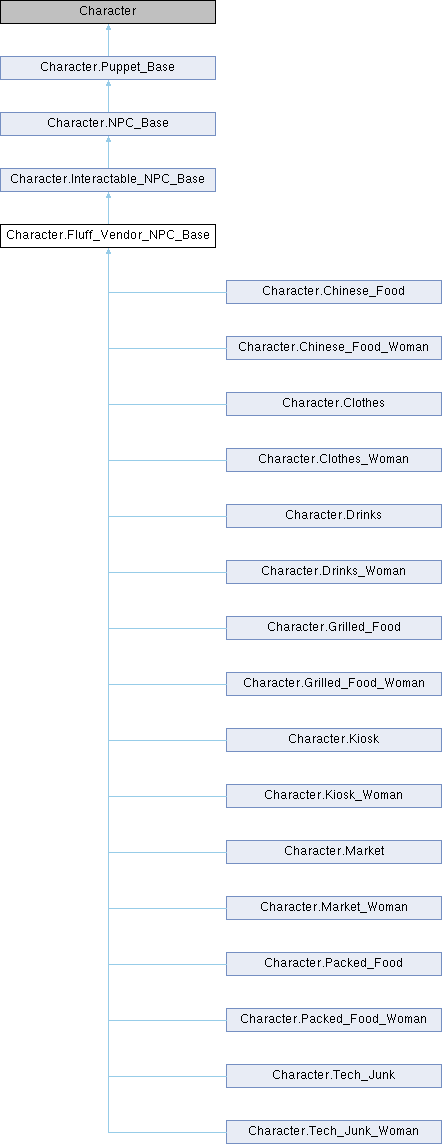 Character
Character.Puppet_Base
Character.NPC_Base
Character.Interactable_NPC_Base
Character.Fluff_Vendor_NPC_Base
Character.Chinese_Food
Character.Chinese_Food_Woman
Character.Clothes
Character.Clothes_Woman
Character.Drinks
Character.Drinks_Woman
Character.Grilled_Food
Character.Grilled_Food_Woman
Character.Kiosk
Character.Kiosk_Woman
Character.Market
Character.Market_Woman
Character.Packed_Food
Character.Packed_Food_Woman
Character.Tech_Junk
Character.Tech_Junk_Woman